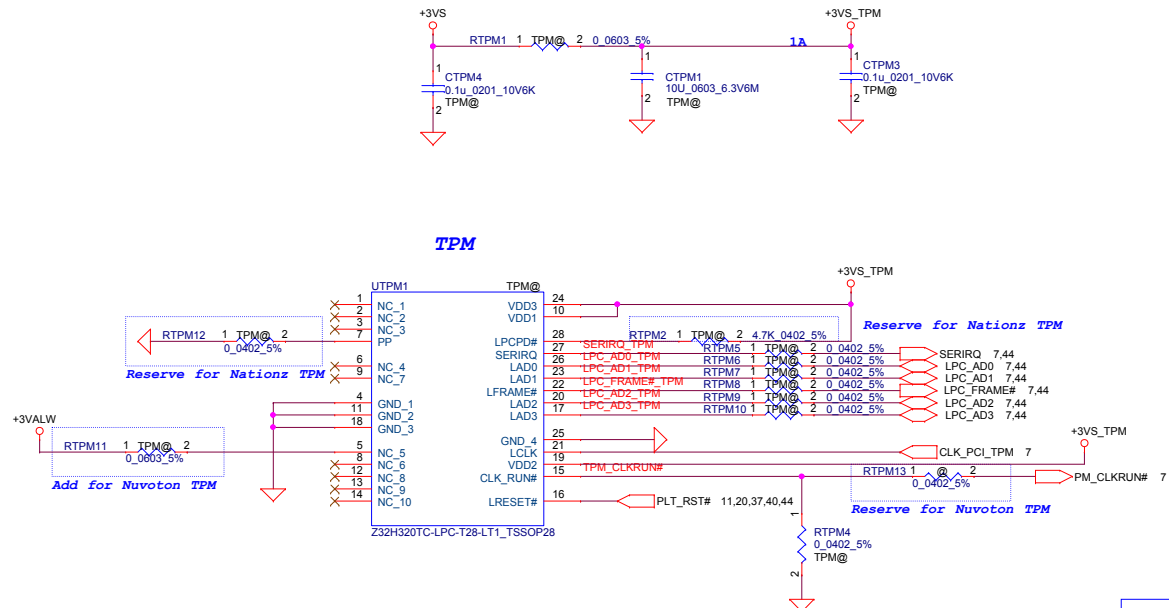 +3VS
+3VS_TPM
RTPM1 1 TPM@ 2 0_0603_5%
1A
1
CTPM4
0.1u_0201_10V6K
TPM@
2
1
CTPM1
10U_0603_6.3V6M
TPM@
2
1
CTPM3
0.1u_0201_10V6K
TPM@
2
TPM
+3VS_TPM
UTPM1 TPM@
1 NC_1 VDD3 24
2 NC_2 VDD1 10
3 NC_3
7 PP LPCPD# 28
SERIRQ 27
6 NC_4 LAD0 26
9 NC_7 LAD1 23
LFRAME# 22
4 GND_1 LAD2 20
11 GND_2 LAD3 17
18 GND_3
GND_4 25
5 NC_5 LCLK 21
8 NC_6 VDD2 19
12 NC_8 CLK_RUN# 15
13 NC_9
14 NC_10 LRESET# 16
Z32H320TC-LPC-T28-LT1_TSSOP28
RTPM12 1 TPM@ 2
0_0402_5%
Reserve for Nationz TPM
+3VALW
RTPM11 1 TPM@ 2
0_0603_5%
Add for Nuvoton TPM
RTPM2 1 TPM@ 2 4.7K_0402_5%
Reserve for Nationz TPM
SERIRQ_TPM RTPM5 1 TPM@ 2 0_0402_5% SERIRQ 7,44
LPC_AD0_TPM RTPM6 1 TPM@ 2 0_0402_5% LPC_AD0 7,44
LPC_AD1_TPM RTPM7 1 TPM@ 2 0_0402_5% LPC_AD1 7,44
LPC_FRAME#_TPM RTPM8 1 TPM@ 2 0_0402_5% LPC_FRAME# 7,44
LPC_AD2_TPM RTPM9 1 TPM@ 2 0_0402_5% LPC_AD2 7,44
LPC_AD3_TPM RTPM10 1 TPM@ 2 0_0402_5% LPC_AD3 7,44
+3VS_TPM
CLK_PCI_TPM 7
TPM_CLKRUN#
RTPM13 1 @ 2
0_0402_5%
PM_CLKRUN# 7
Reserve for Nuvoton TPM
PLT_RST# 11,20,37,40,44
1
RTPM4
0_0402_5%
TPM@
2